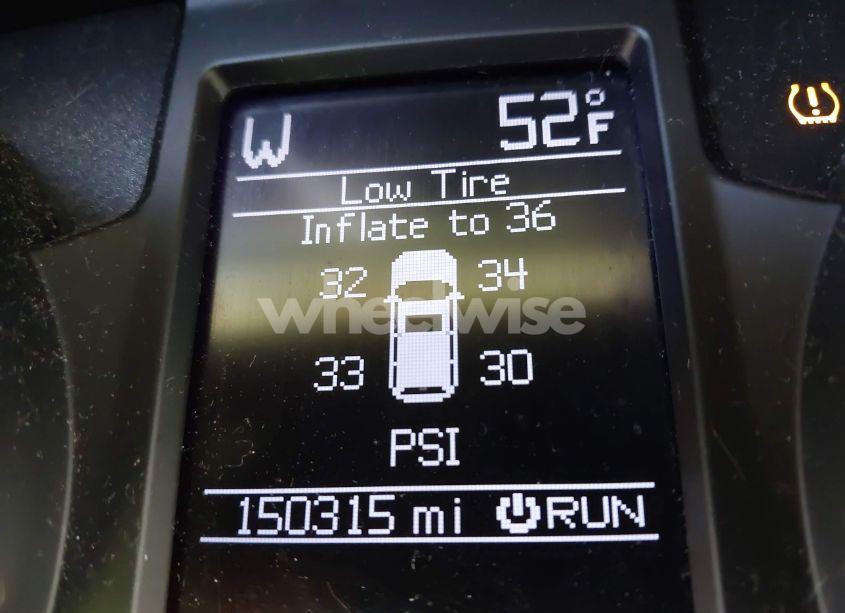 W 52°F
Low Tire
Inflate to 36
32 34
wheelwise
33 30
PSI
150315 mi RUN